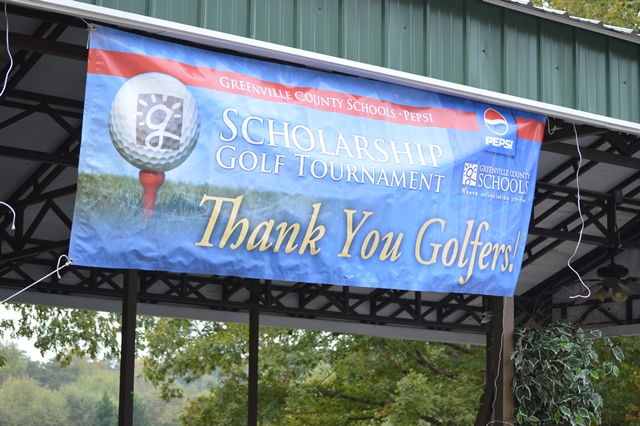 Greenville County Schools · Pepsi
Scholarship
Golf Tournament
Thank You Golfers!
g
PEPSI
g
Greenville County
Schools